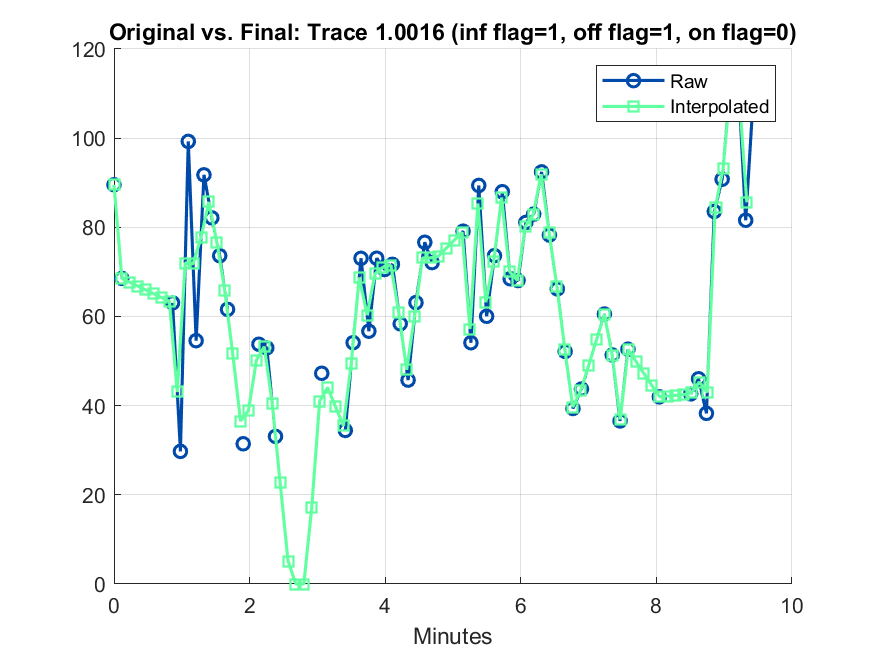 Original vs. Final: Trace 1.0016 (inf flag=1, off flag=1, on flag=0)
120
100
80
60
40
20
0
Raw
Interpolated
0 2 4 6 8 10
Minutes